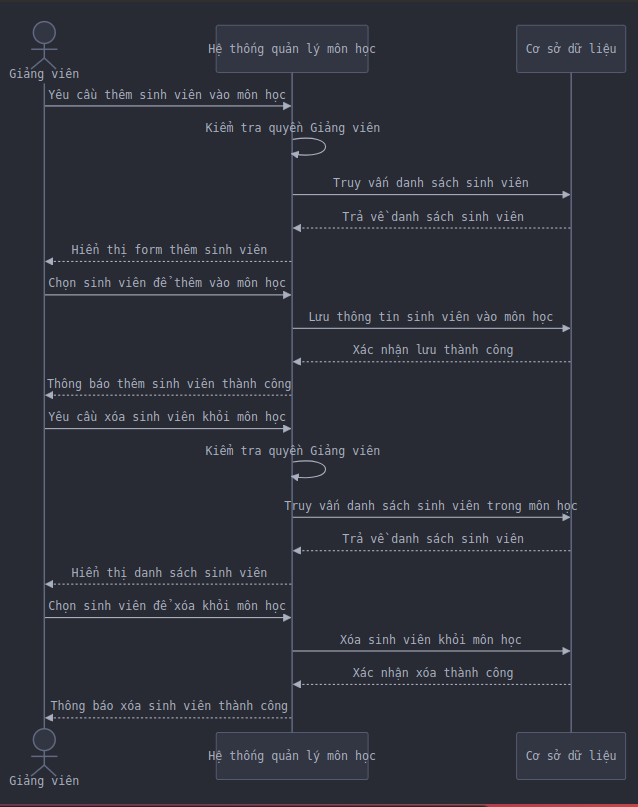 Hệ thống quản lý môn học
Cơ sở dữ liệu
Giảng viên
Yêu cầu thêm sinh viên vào môn học
Kiểm tra quyền Giảng viên
Truy vấn danh sách sinh viên
Trả về danh sách sinh viên
Hiển thị form thêm sinh viên
Chọn sinh viên để thêm vào môn học
Lưu thông tin sinh viên vào môn học
Xác nhận lưu thành công
Thông báo thêm sinh viên thành công
Yêu cầu xóa sinh viên khỏi môn học
Kiểm tra quyền Giảng viên
Truy vấn danh sách sinh viên trong môn học
Trả về danh sách sinh viên
Hiển thị danh sách sinh viên
Chọn sinh viên để xóa khỏi môn học
Xóa sinh viên khỏi môn học
Xác nhận xóa thành công
Thông báo xóa sinh viên thành công
Hệ thống quản lý môn học
Cơ sở dữ liệu
Giảng viên